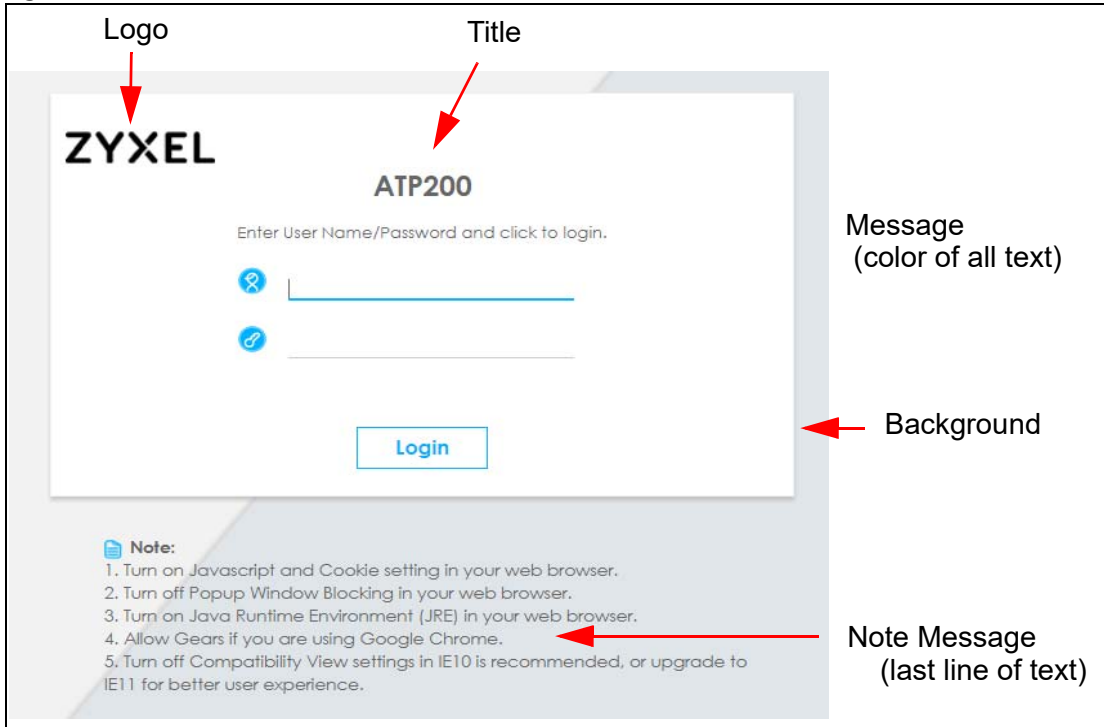 Logo
Title
ZYXEL
ATP200
Enter User Name/Password and click to login.
Message
(color of all text)
Login
Background
Note:
1. Turn on Javascript and Cookie setting in your web browser.
2. Turn off Popup Window Blocking in your web browser.
3. Turn on Java Runtime Environment (JRE) in your web browser.
4. Allow Gears if you are using Google Chrome.
5. Turn off Compatibility View settings in IE10 is recommended, or upgrade to
IE11 for better user experience.
Note Message
(last line of text)